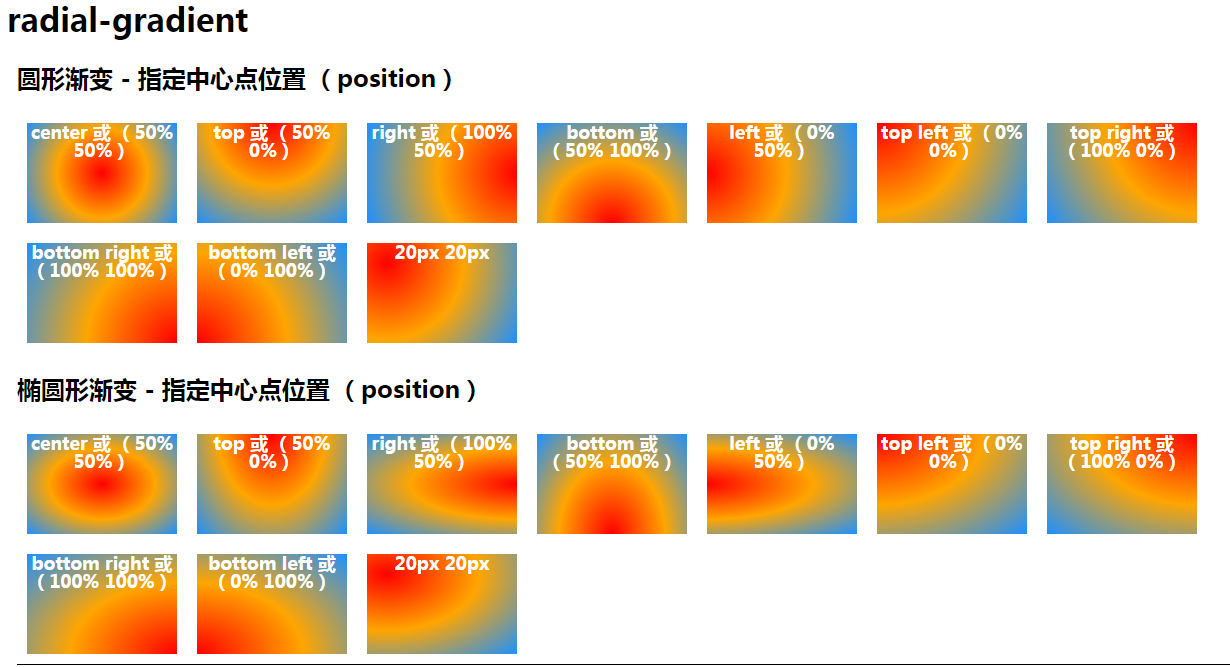 radial-gradient
圆形渐变 - 指定中心点位置（position）
center 或（50%
50%）
top 或（50%
0%）
right 或（100%
50%）
bottom 或
（50% 100%）
left 或（0%
50%）
top left 或（0%
0%）
top right 或
（100% 0%）
bottom right 或
（100% 100%）
bottom left 或
（0% 100%）
20px 20px
椭圆形渐变 - 指定中心点位置（position）
center 或（50%
50%）
top 或（50%
0%）
right 或（100%
50%）
bottom 或
（50% 100%）
left 或（0%
50%）
top left 或（0%
0%）
top right 或
（100% 0%）
bottom right 或
（100% 100%）
bottom left 或
（0% 100%）
20px 20px